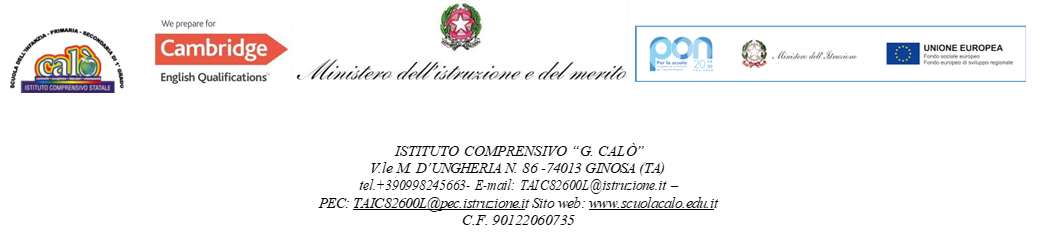 SCUOLA DELL'INFANZIA - PRIMARIA - SECONDARIA DI 1° GRADO
calò
ISTITUTO COMPRENSIVO STATALE
We prepare for
Cambridge
English Qualifications
Ministero dell'istruzione e del merito
pon
Per la scuola
Ministero dell'Istruzione
UNIONE EUROPEA
Fondo sociale europeo
Fondo europeo di sviluppo regionale
ISTITUTO COMPRENSIVO “G. CALÒ”
V.le M. D’UNGHERIA N. 86 -74013 GINOSA (TA)
tel.+390998245663- E-mail: TAIC82600L@istruzione.it –
PEC: TAIC82600L@pec.istruzione.it Sito web: www.scuolacalo.edu.it
C.F. 90122060735